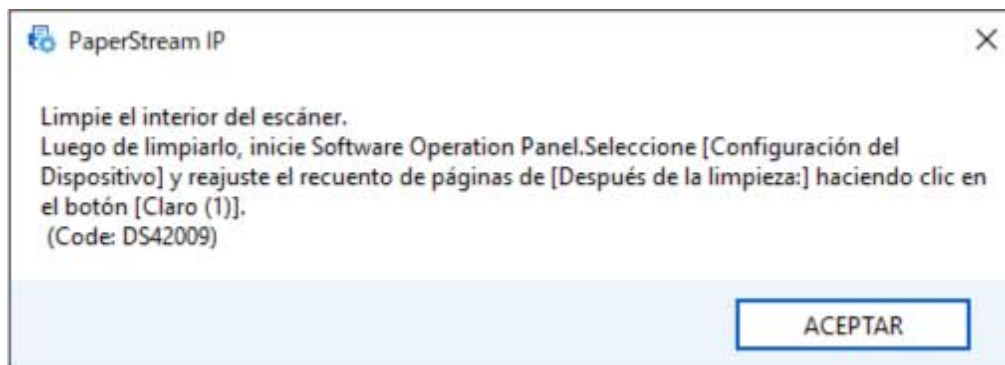 PaperStream IP
Limpie el interior del escáner.
Luego de limpiarlo, inicie Software Operation Panel.Seleccione [Configuración del
Dispositivo] y reajuste el recuento de páginas de [Después de la limpieza:] haciendo clic en
el botón [Claro (1)].
(Code: DS42009)
ACEPTAR